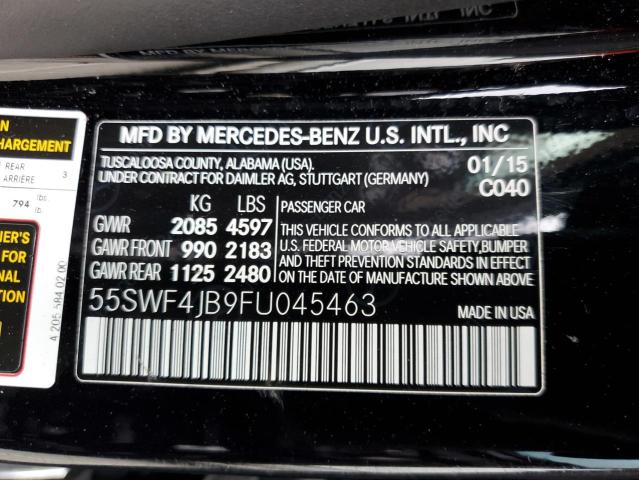 MFD BY MERCEDES-BENZ U.S. INTL., INC
TUSCALOOSA COUNTY, ALABAMA (USA). 01/15
UNDER CONTRACT FOR DAIMLER AG, STUTTGART (GERMANY) C040
KG LBS
GVWR 2085 4597
GAWR FRONT 990 2183
GAWR REAR 1125 2480
PASSENGER CAR
THIS VEHICLE CONFORMS TO ALL APPLICABLE
U.S. FEDERAL MOTOR VEHICLE SAFETY,BUMPER
AND THEFT PREVENTION STANDARDS IN EFFECT
ON THE DATE OF MANUFACTURE SHOWN ABOVE.
55SWF4JB9FU045463
MADE IN USA
HARGEMENT
REAR 3
ARRIÈRE
794 lbs.
lb.
A 205 584 02 00